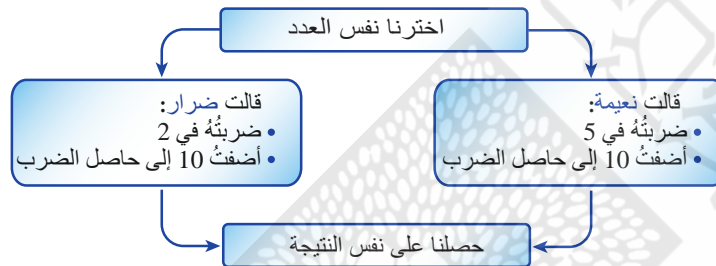 اخترنا نفس العدد
قالت نعيمة:
• ضربتُهُ في 5
• أضفتُ 10 إلى حاصل الضرب
قالت ضرار:
• ضربتُهُ في 2
• أضفتُ 10 إلى حاصل الضرب
حصلنا على نفس النتيجة